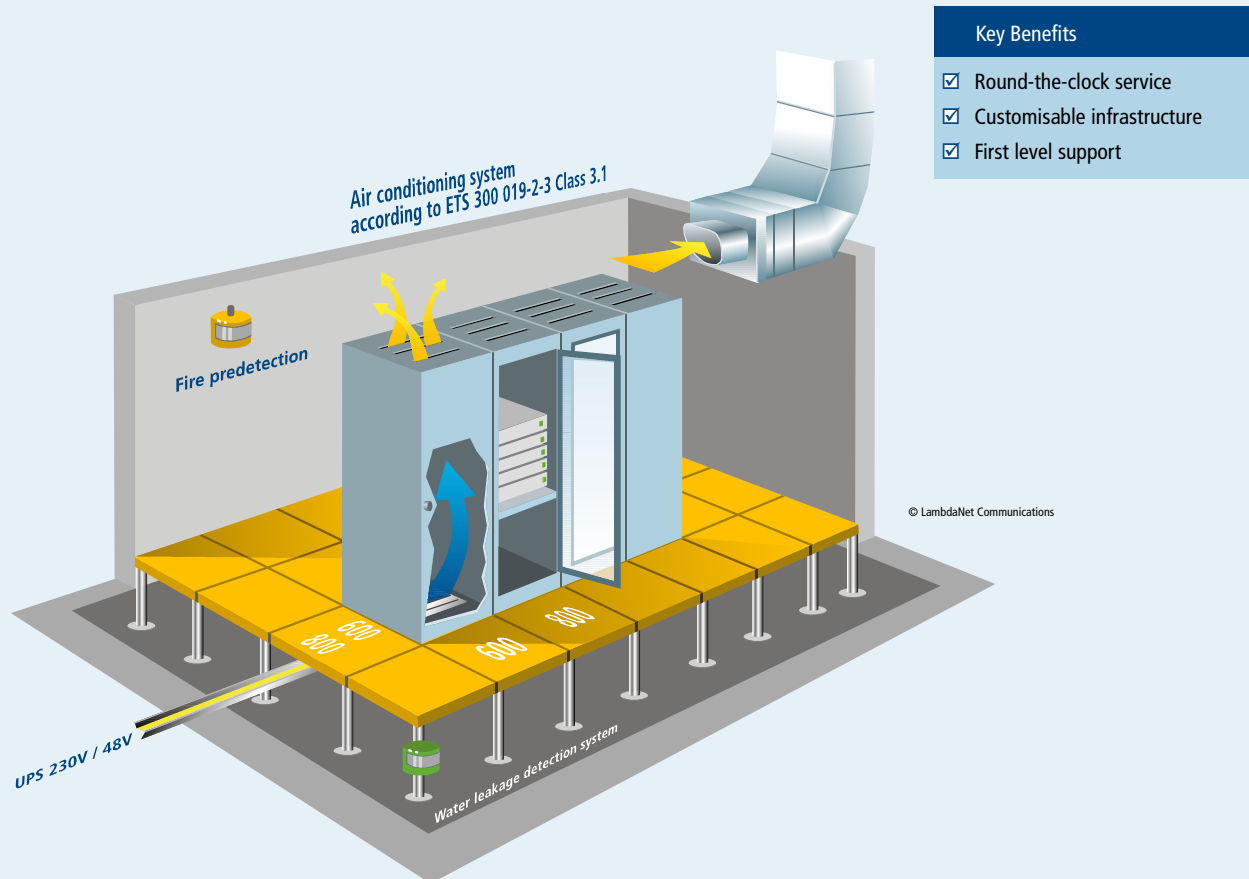 Key Benefits
☑ Round-the-clock service
☑ Customisable infrastructure
☑ First level support
Air conditioning system
according to ETS 300 019-2-3 Class 3.1
Fire predetection
© LambdaNet Communications
600
800
600
800
UPS 230V / 48V
Water leakage detection system